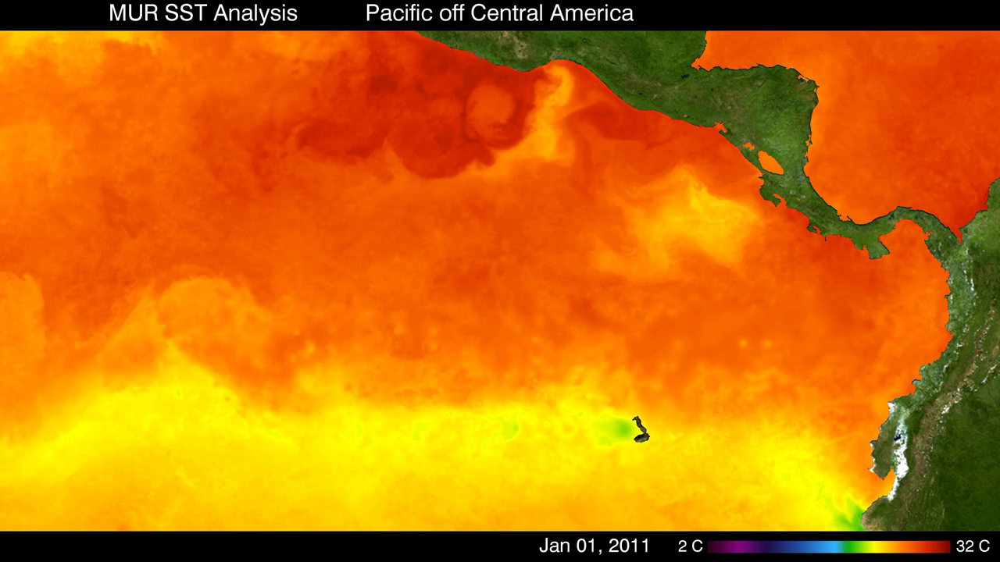 MUR SST Analysis Pacific off Central America
Jan 01, 2011 2 C 32 C